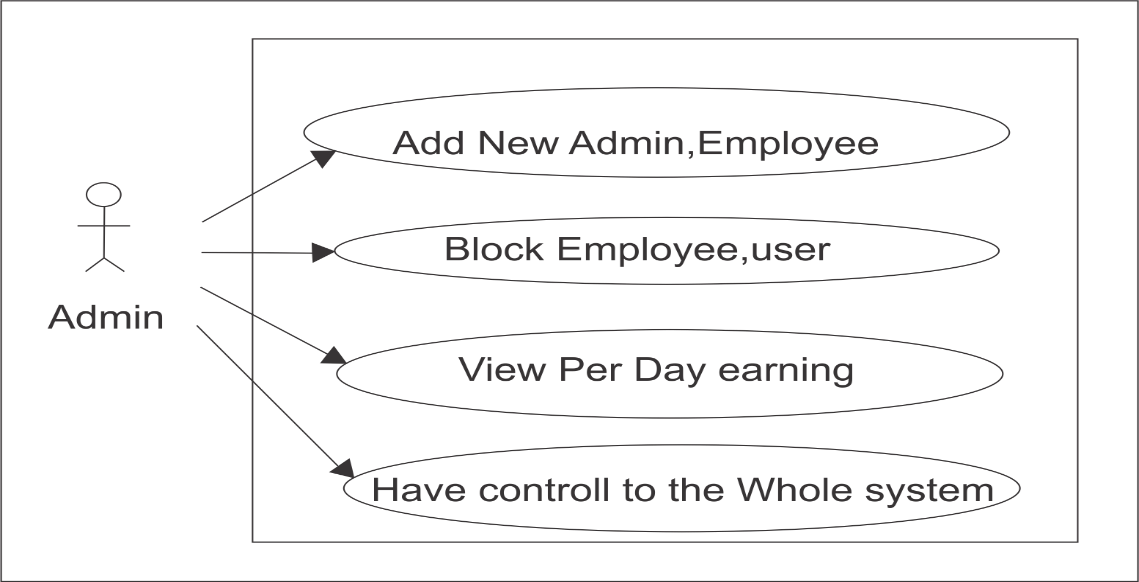 Add New Admin,Employee
Block Employee,user
Admin
View Per Day earning
Have controll to the Whole system